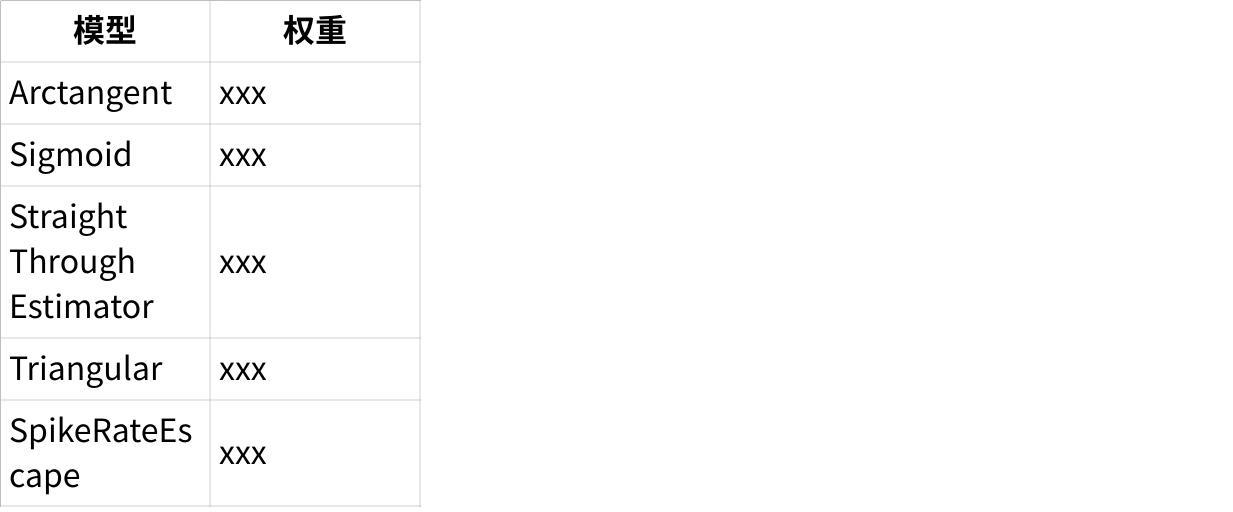 模型 权重
Arctangent xxx
Sigmoid xxx
Straight
Through
Estimator
xxx
Triangular xxx
SpikeRateEs
cape
xxx